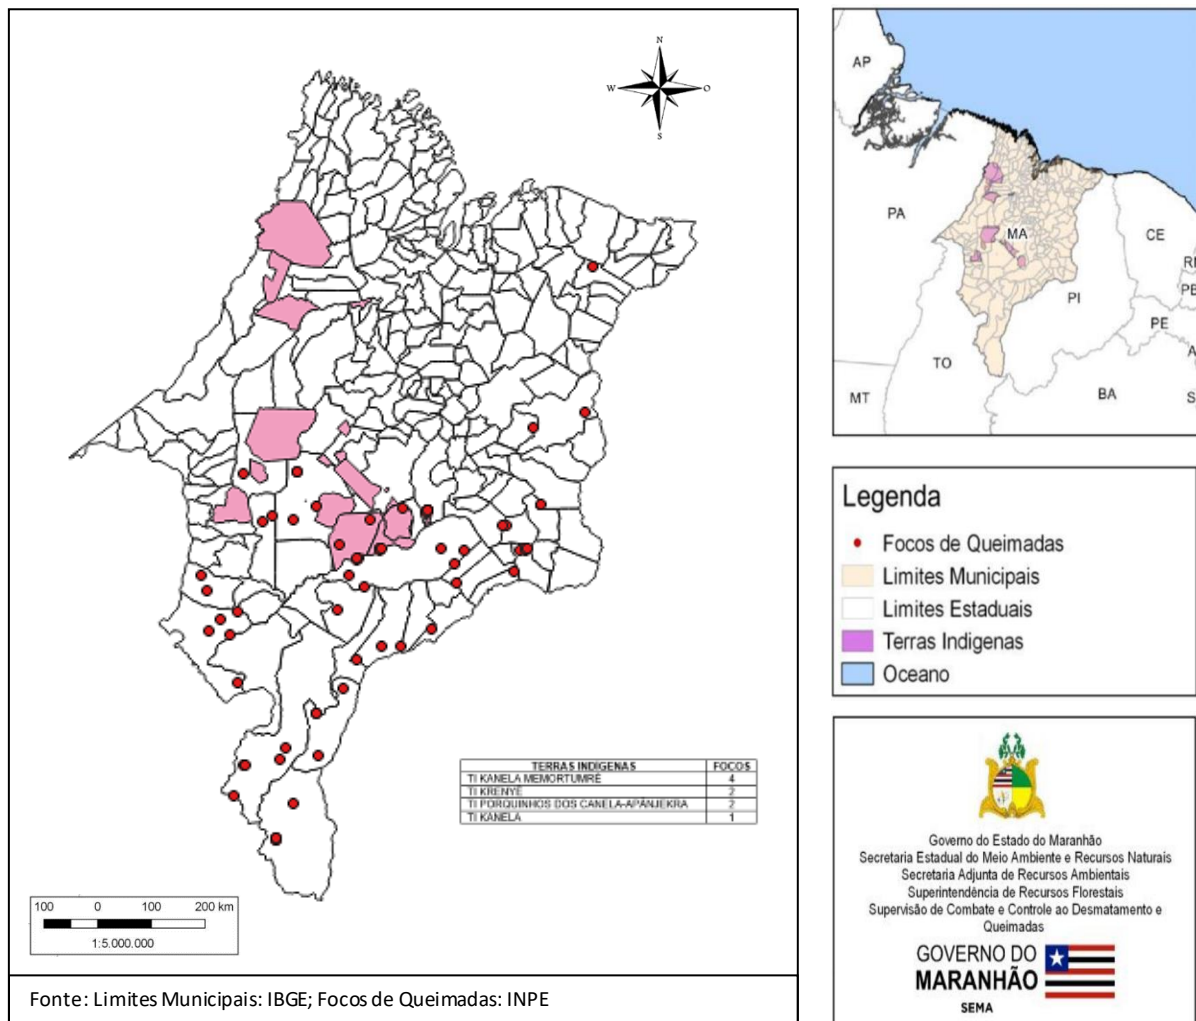 N
W
O
S
TERRAS INDÍGENAS FOCOS
TI KANELA MEMORTUMRÉ 4
TI KRENYÊ 2
TI PORQUINHOS DOS CANELA-APÃNJEKRA 2
TI KANELA 1
100 0 100 200 km
1:5.000.000
Fonte: Limites Municipais: IBGE; Focos de Queimadas: INPE
AP
PA
MA
CE
RN
PB
PI
PE
TO
A
MT
BA
S
Legenda
Focos de Queimadas
Limites Municipais
Limites Estaduais
Terras Indigenas
Oceano
Governo do Estado do Maranhão
Secretaria Estadual do Meio Ambiente e Recursos Naturais
Secretaria Adjunta de Recursos Ambientais
Superintendência de Recursos Florestais
Supervisão de Combate e Controle ao Desmatamento e
Queimadas
GOVERNO DO
MARANHÃO
SEMA